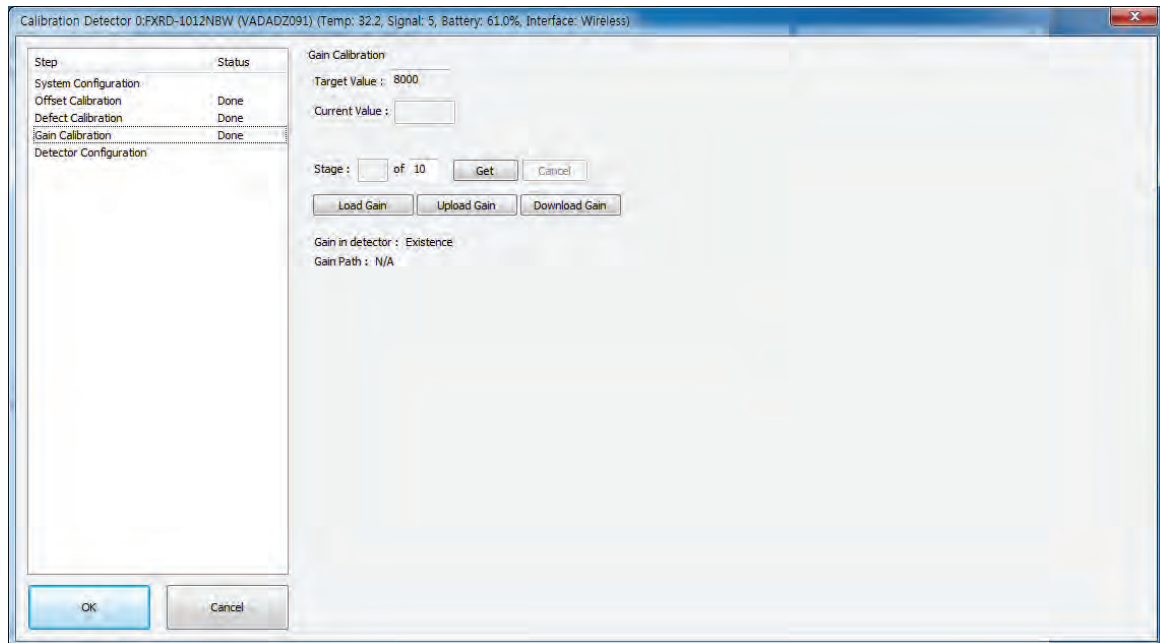 Calibration Detector 0:FXRD-1012NBW (VADADZ091) (Temp: 32.2, Signal: 5, Battery: 61.0%, Interface: Wireless)
Step Status
System Configuration
Offset Calibration Done
Defect Calibration Done
Gain Calibration Done
Detector Configuration
OK Cancel
Gain Calibration
Target Value : 8000
Current Value :
Stage : of 10 Get Cancel
Load Gain Upload Gain Download Gain
Gain in detector : Existence
Gain Path : N/A